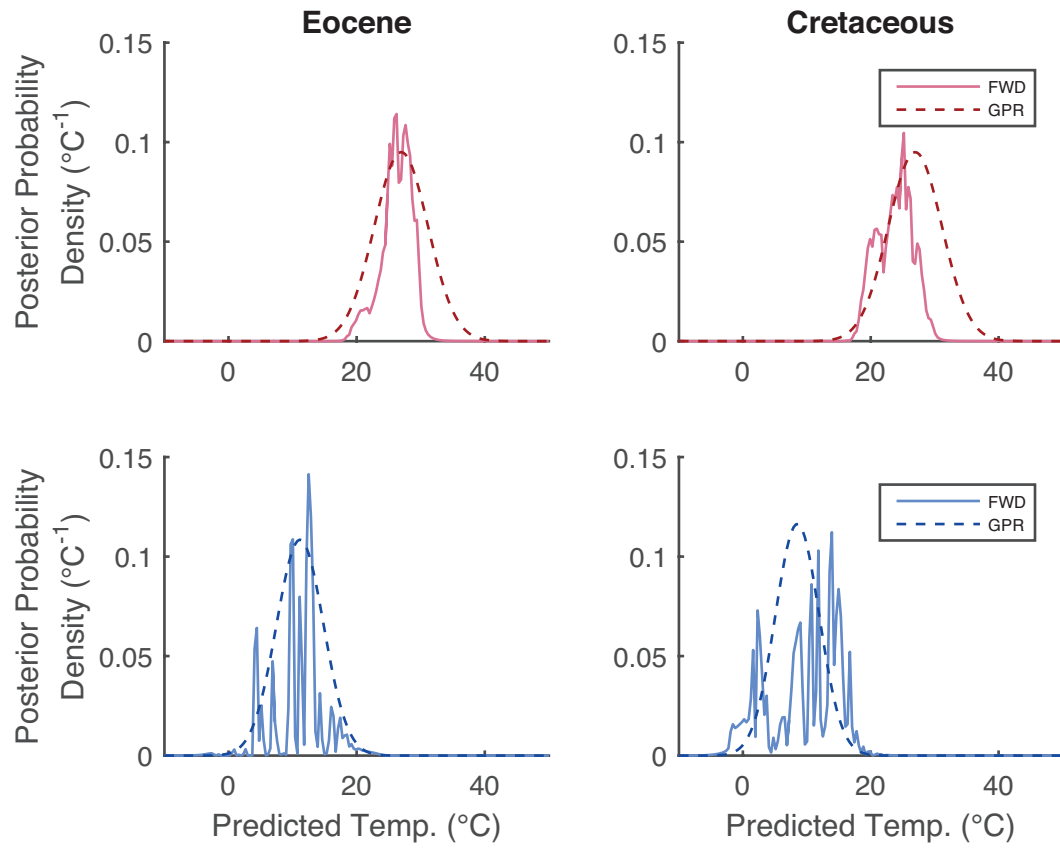 Eocene
Cretaceous
Posterior Probability
Density (°C⁻¹)
0.15
0.1
0.05
0
0 20 40
0.15
0.1
0.05
0
0 20 40
FWD
GPR
Posterior Probability
Density (°C⁻¹)
0.15
0.1
0.05
0
0 20 40
Predicted Temp. (°C)
0.15
0.1
0.05
0
0 20 40
Predicted Temp. (°C)
FWD
GPR